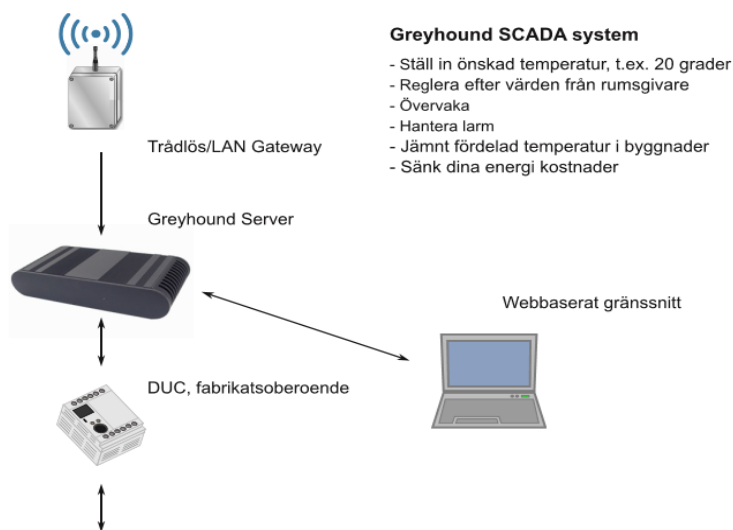 Greyhound SCADA system
- Ställ in önskad temperatur, t.ex. 20 grader
- Reglera efter värden från rumsgivare
- Övervaka
- Hantera larm
- Jämnt fördelad temperatur i byggnader
- Sänk dina energi kostnader
Trådlös/LAN Gateway
Greyhound Server
Webbaserat gränssnitt
DUC, fabrikatsoberoende